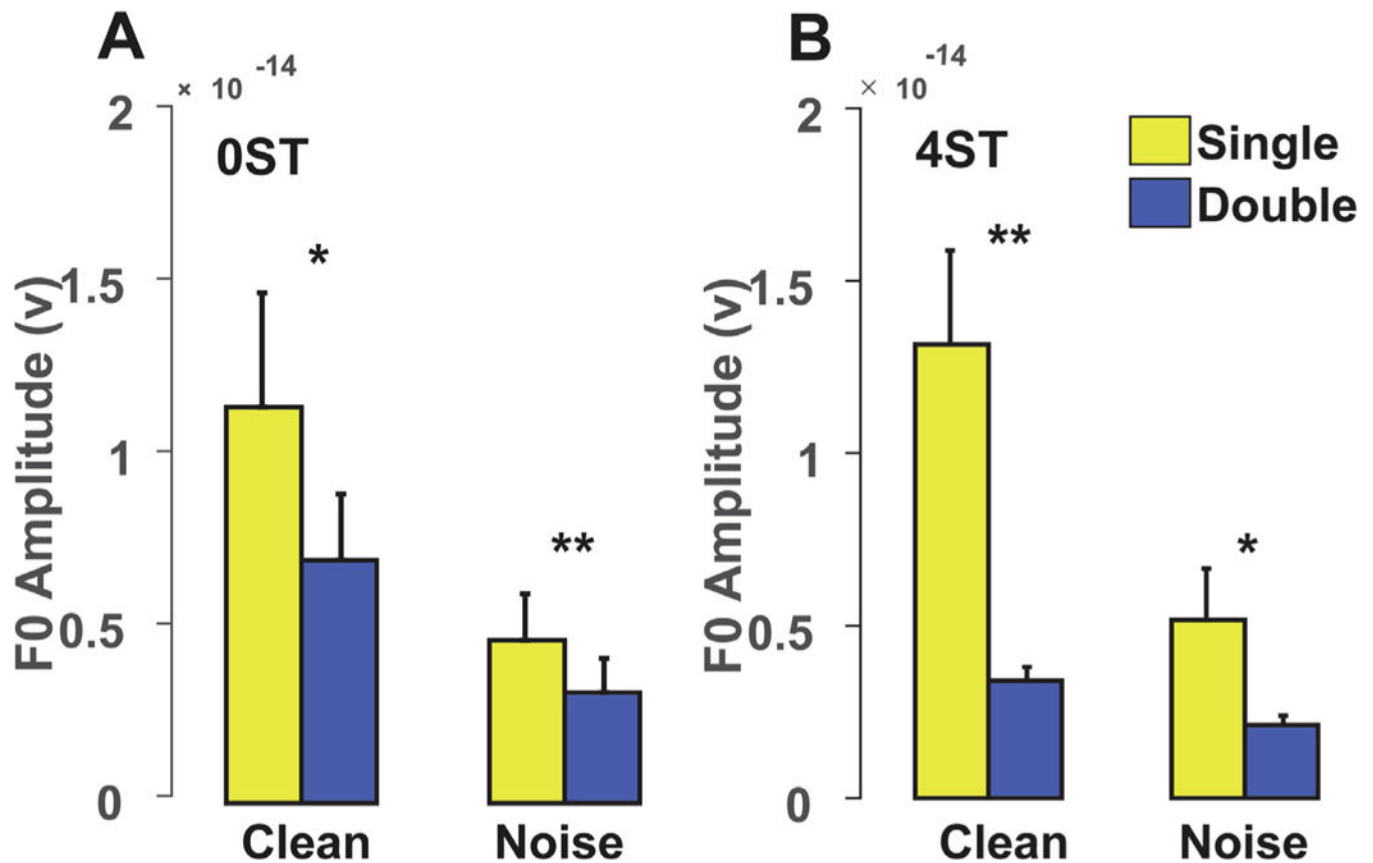 A
× 10 -14
2
0ST
*
1.5
1
**
0.5
0
Clean Noise
F0 Amplitude (v)
B
× 10 -14
2
4ST
**
1.5
1
*
0.5
0
Clean Noise
F0 Amplitude (v)
Single
Double